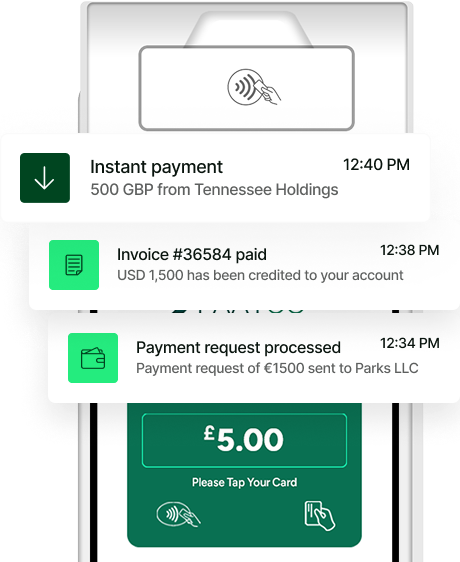 Instant payment
12:40 PM
500 GBP from Tennessee Holdings
Invoice #36584 paid
12:38 PM
USD 1,500 has been credited to your account
Payment request processed
12:34 PM
Payment request of €1500 sent to Parks LLC
£5.00
Please Tap Your Card